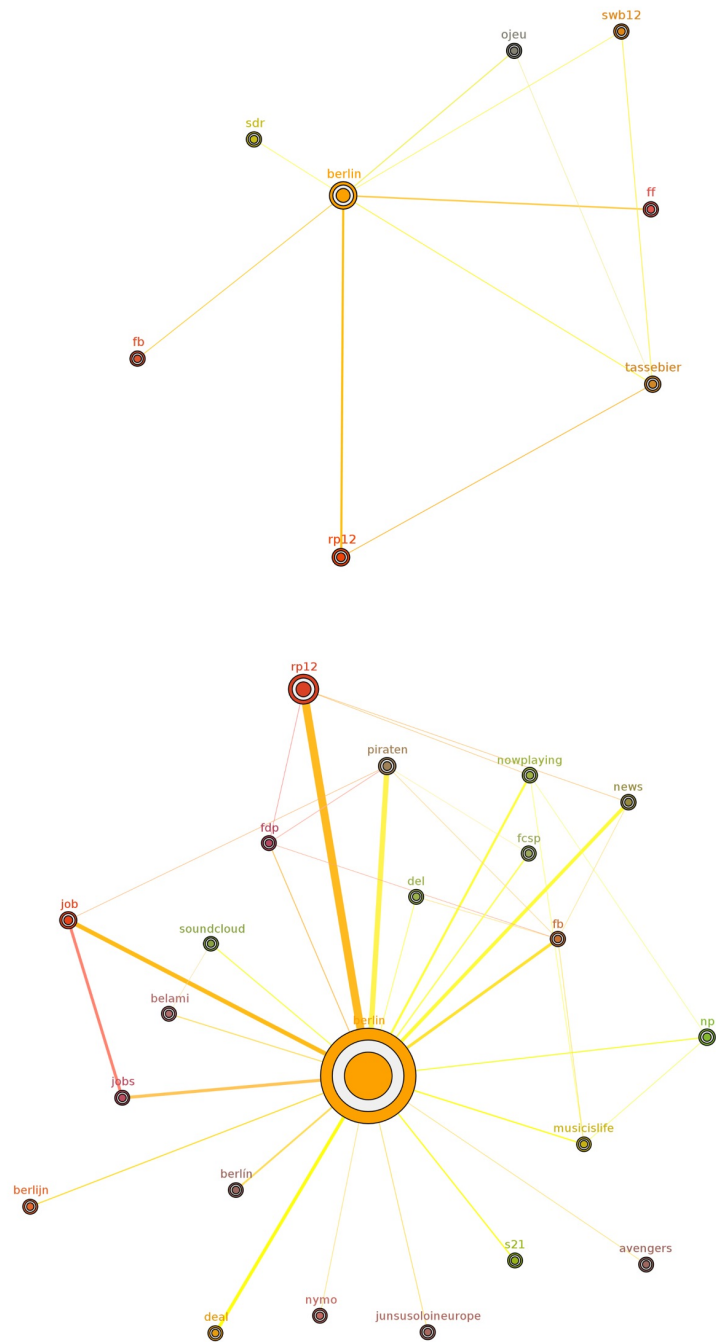 swb12
ojeu
sdr
berlin
ff
fb
tassebier
rp12
rp12
piraten
nowplaying
news
fdp
fcsp
del
job
soundcloud
fb
belami
berlin
np
jobs
musicislife
berlijn
berlín
s21
avengers
nymo
junsusoloineurope
deal